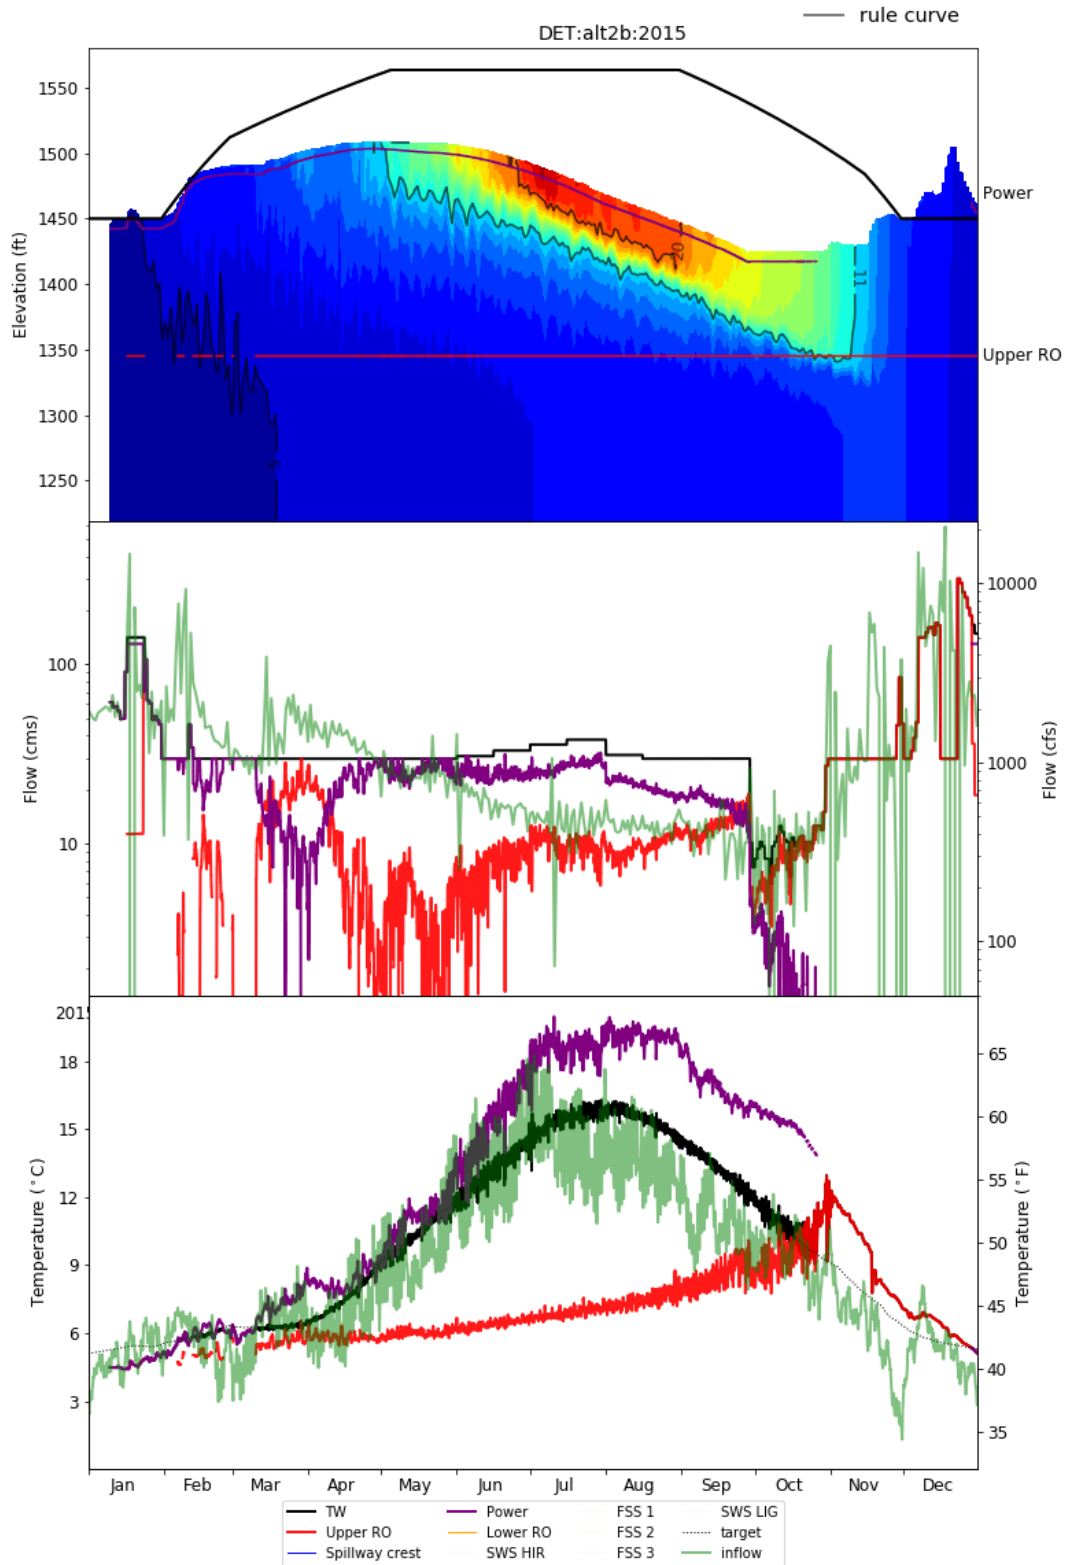 rule curve
DET:alt2b:2015
1550
1500
1450
1400
1350
1300
1250
Elevation (ft)
Power
Upper RO
20
11
5
100
10
Flow (cms)
10000
1000
100
Flow (cfs)
2015
18
15
12
9
6
3
Temperature (°C)
65
60
55
50
45
40
35
Temperature (°F)
Jan Feb Mar Apr May Jun Jul Aug Sep Oct Nov Dec
TW Power FSS 1 SWS LIG
Upper RO Lower RO FSS 2 target
Spillway crest SWS HIR FSS 3 inflow